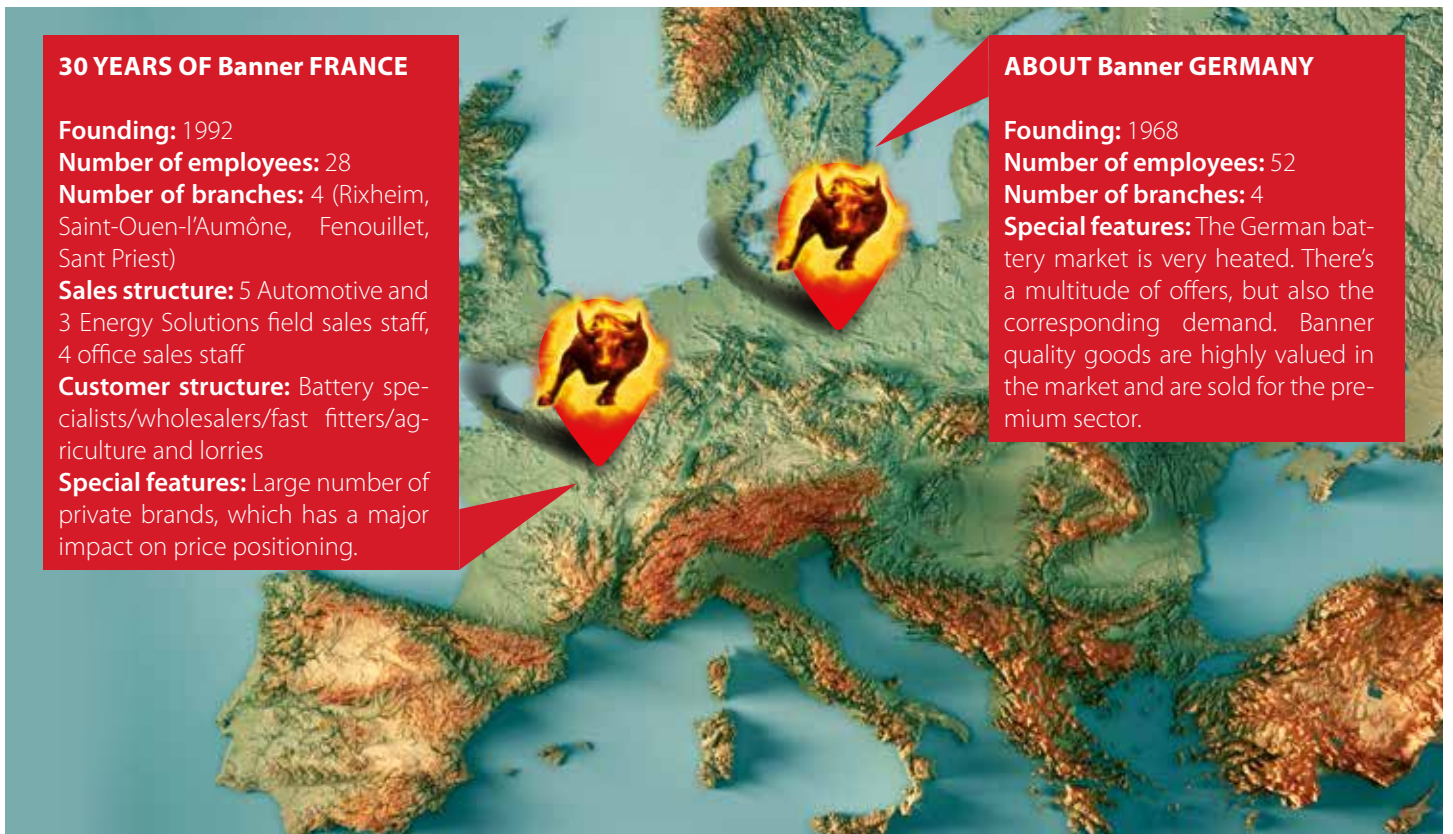 30 YEARS OF Banner FRANCE
Founding: 1992
Number of employees: 28
Number of branches: 4 (Rixheim,
Saint-Ouen-l'Aumône, Fenouillet,
Sant Priest)
Sales structure: 5 Automotive and
3 Energy Solutions field sales staff,
4 office sales staff
Customer structure: Battery spe-
cialists/wholesalers/fast fitters/ag-
riculture and lorries
Special features: Large number of
private brands, which has a major
impact on price positioning.
ABOUT Banner GERMANY
Founding: 1968
Number of employees: 52
Number of branches: 4
Special features: The German bat-
tery market is very heated. There's
a multitude of offers, but also the
corresponding demand. Banner
quality goods are highly valued in
the market and are sold for the pre-
mium sector.